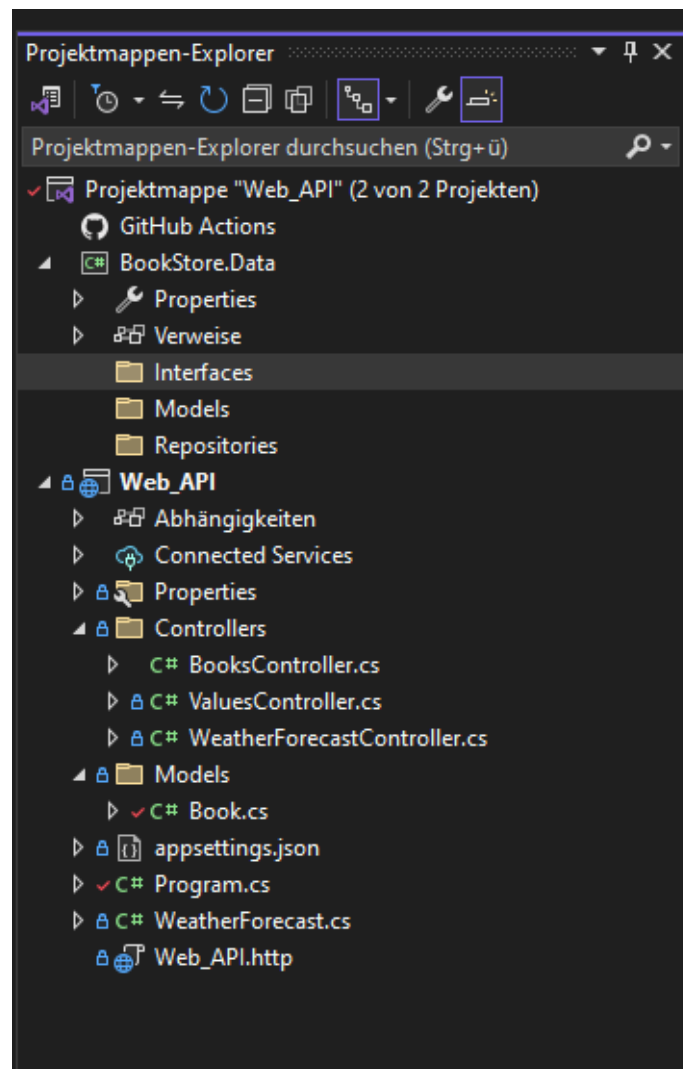 Projektmappen-Explorer
Projektmappen-Explorer durchsuchen (Strg+ü)
Projektmappe "Web_API" (2 von 2 Projekten)
GitHub Actions
C# BookStore.Data
Properties
Verweise
Interfaces
Models
Repositories
Web_API
Abhängigkeiten
Connected Services
Properties
Controllers
C# BooksController.cs
C# ValuesController.cs
C# WeatherForecastController.cs
Models
C# Book.cs
appsettings.json
C# Program.cs
C# WeatherForecast.cs
Web_API.http